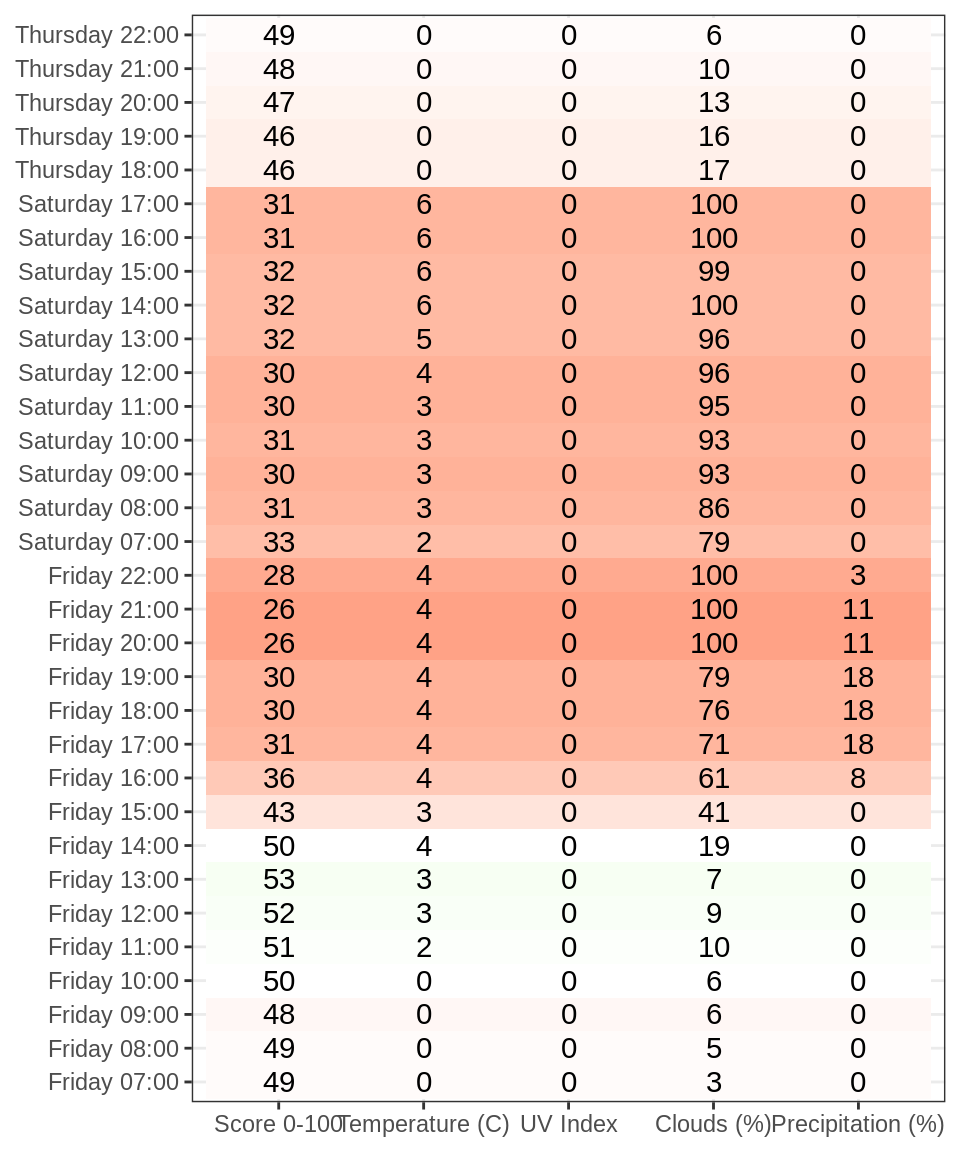 Thursday 22:00 49 0 0 6 0
Thursday 21:00 48 0 0 10 0
Thursday 20:00 47 0 0 13 0
Thursday 19:00 46 0 0 16 0
Thursday 18:00 46 0 0 17 0
Saturday 17:00 31 6 0 100 0
Saturday 16:00 31 6 0 100 0
Saturday 15:00 32 6 0 99 0
Saturday 14:00 32 6 0 100 0
Saturday 13:00 32 5 0 96 0
Saturday 12:00 30 4 0 96 0
Saturday 11:00 30 3 0 95 0
Saturday 10:00 31 3 0 93 0
Saturday 09:00 30 3 0 93 0
Saturday 08:00 31 3 0 86 0
Saturday 07:00 33 2 0 79 0
Friday 22:00 28 4 0 100 3
Friday 21:00 26 4 0 100 11
Friday 20:00 26 4 0 100 11
Friday 19:00 30 4 0 79 18
Friday 18:00 30 4 0 76 18
Friday 17:00 31 4 0 71 18
Friday 16:00 36 4 0 61 8
Friday 15:00 43 3 0 41 0
Friday 14:00 50 4 0 19 0
Friday 13:00 53 3 0 7 0
Friday 12:00 52 3 0 9 0
Friday 11:00 51 2 0 10 0
Friday 10:00 50 0 0 6 0
Friday 09:00 48 0 0 6 0
Friday 08:00 49 0 0 5 0
Friday 07:00 49 0 0 3 0
Score 0-100 Temperature (C) UV Index Clouds (%) Precipitation (%)